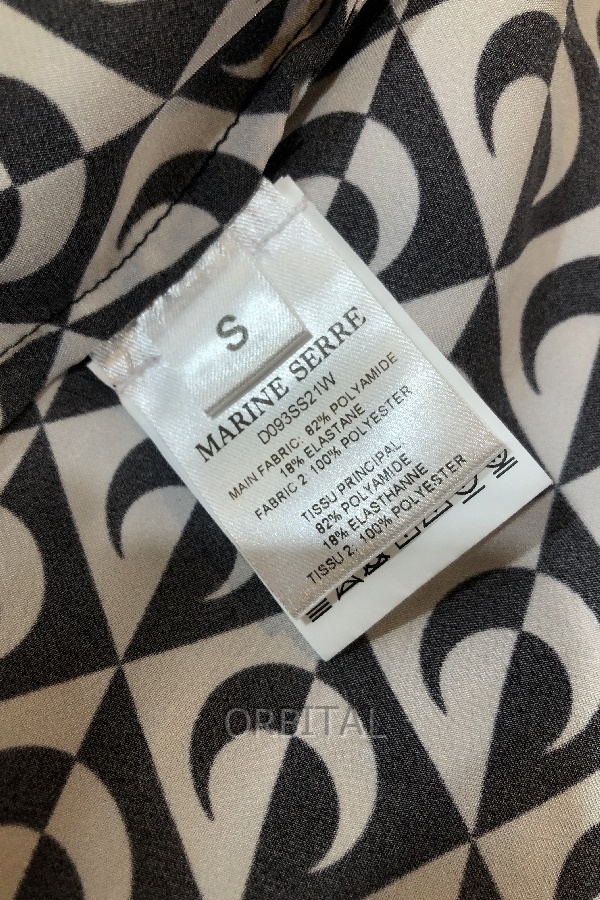 S
MARINE SERRE
D093SS21W
MAIN FABRIC: 82% POLYAMIDE
18% ELASTANE
FABRIC 2 100% POLYESTER
TISSU PRINCIPAL:
82% POLYAMIDE
18% ELASTHANNE
TISSU 2. 100% POLYESTER
ORBITAL